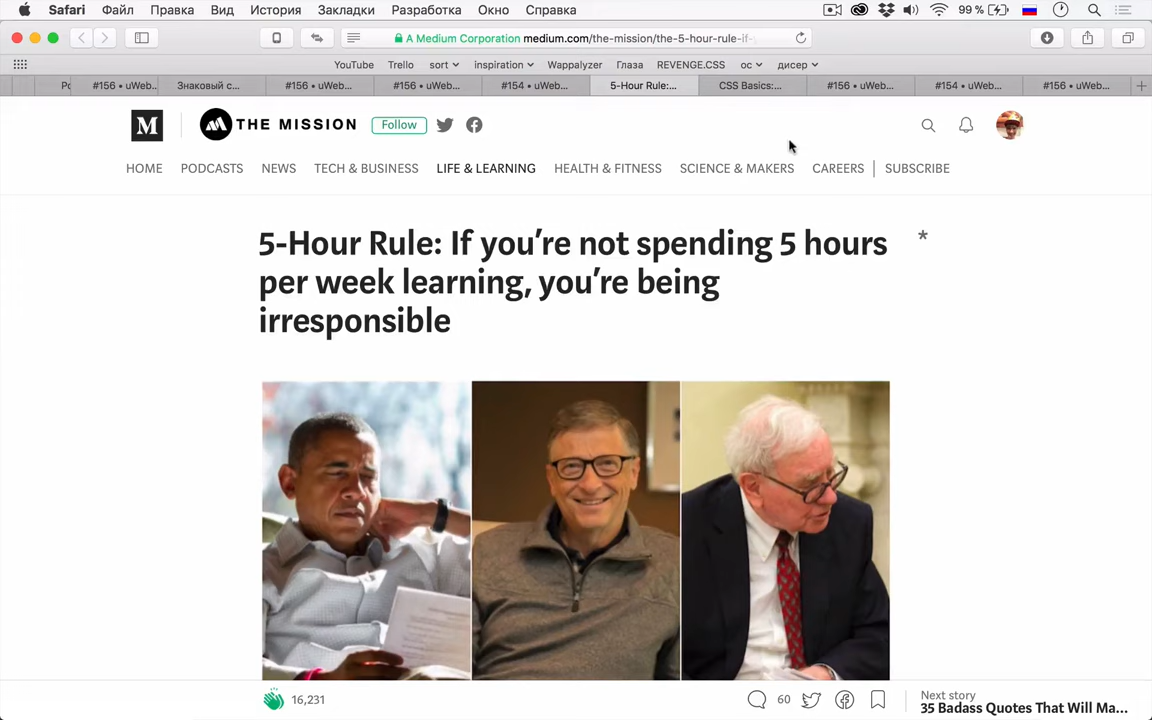 Safari Файл Правка Вид История Закладки Разработка Окно Справка 99 %
A Medium Corporation medium.com/the-mission/the-5-hour-rule-if-
YouTube Trello sort inspiration Wappalyzer Глаза REVENGE.CSS ос дисер
Рс #156 • uWeb... Знаковый с... #156 • uWeb... #156 • uWeb... #154 • uWeb... 5-Hour Rule:... CSS Basics:... #156 • uWeb... #154 • uWeb... #156 • uWeb...
M THE MISSION Follow
HOME PODCASTS NEWS TECH & BUSINESS LIFE & LEARNING HEALTH & FITNESS SCIENCE & MAKERS CAREERS SUBSCRIBE
5-Hour Rule: If you’re not spending 5 hours *
per week learning, you’re being
irresponsible
16,231 60 Next story
35 Badass Quotes That Will Ma...